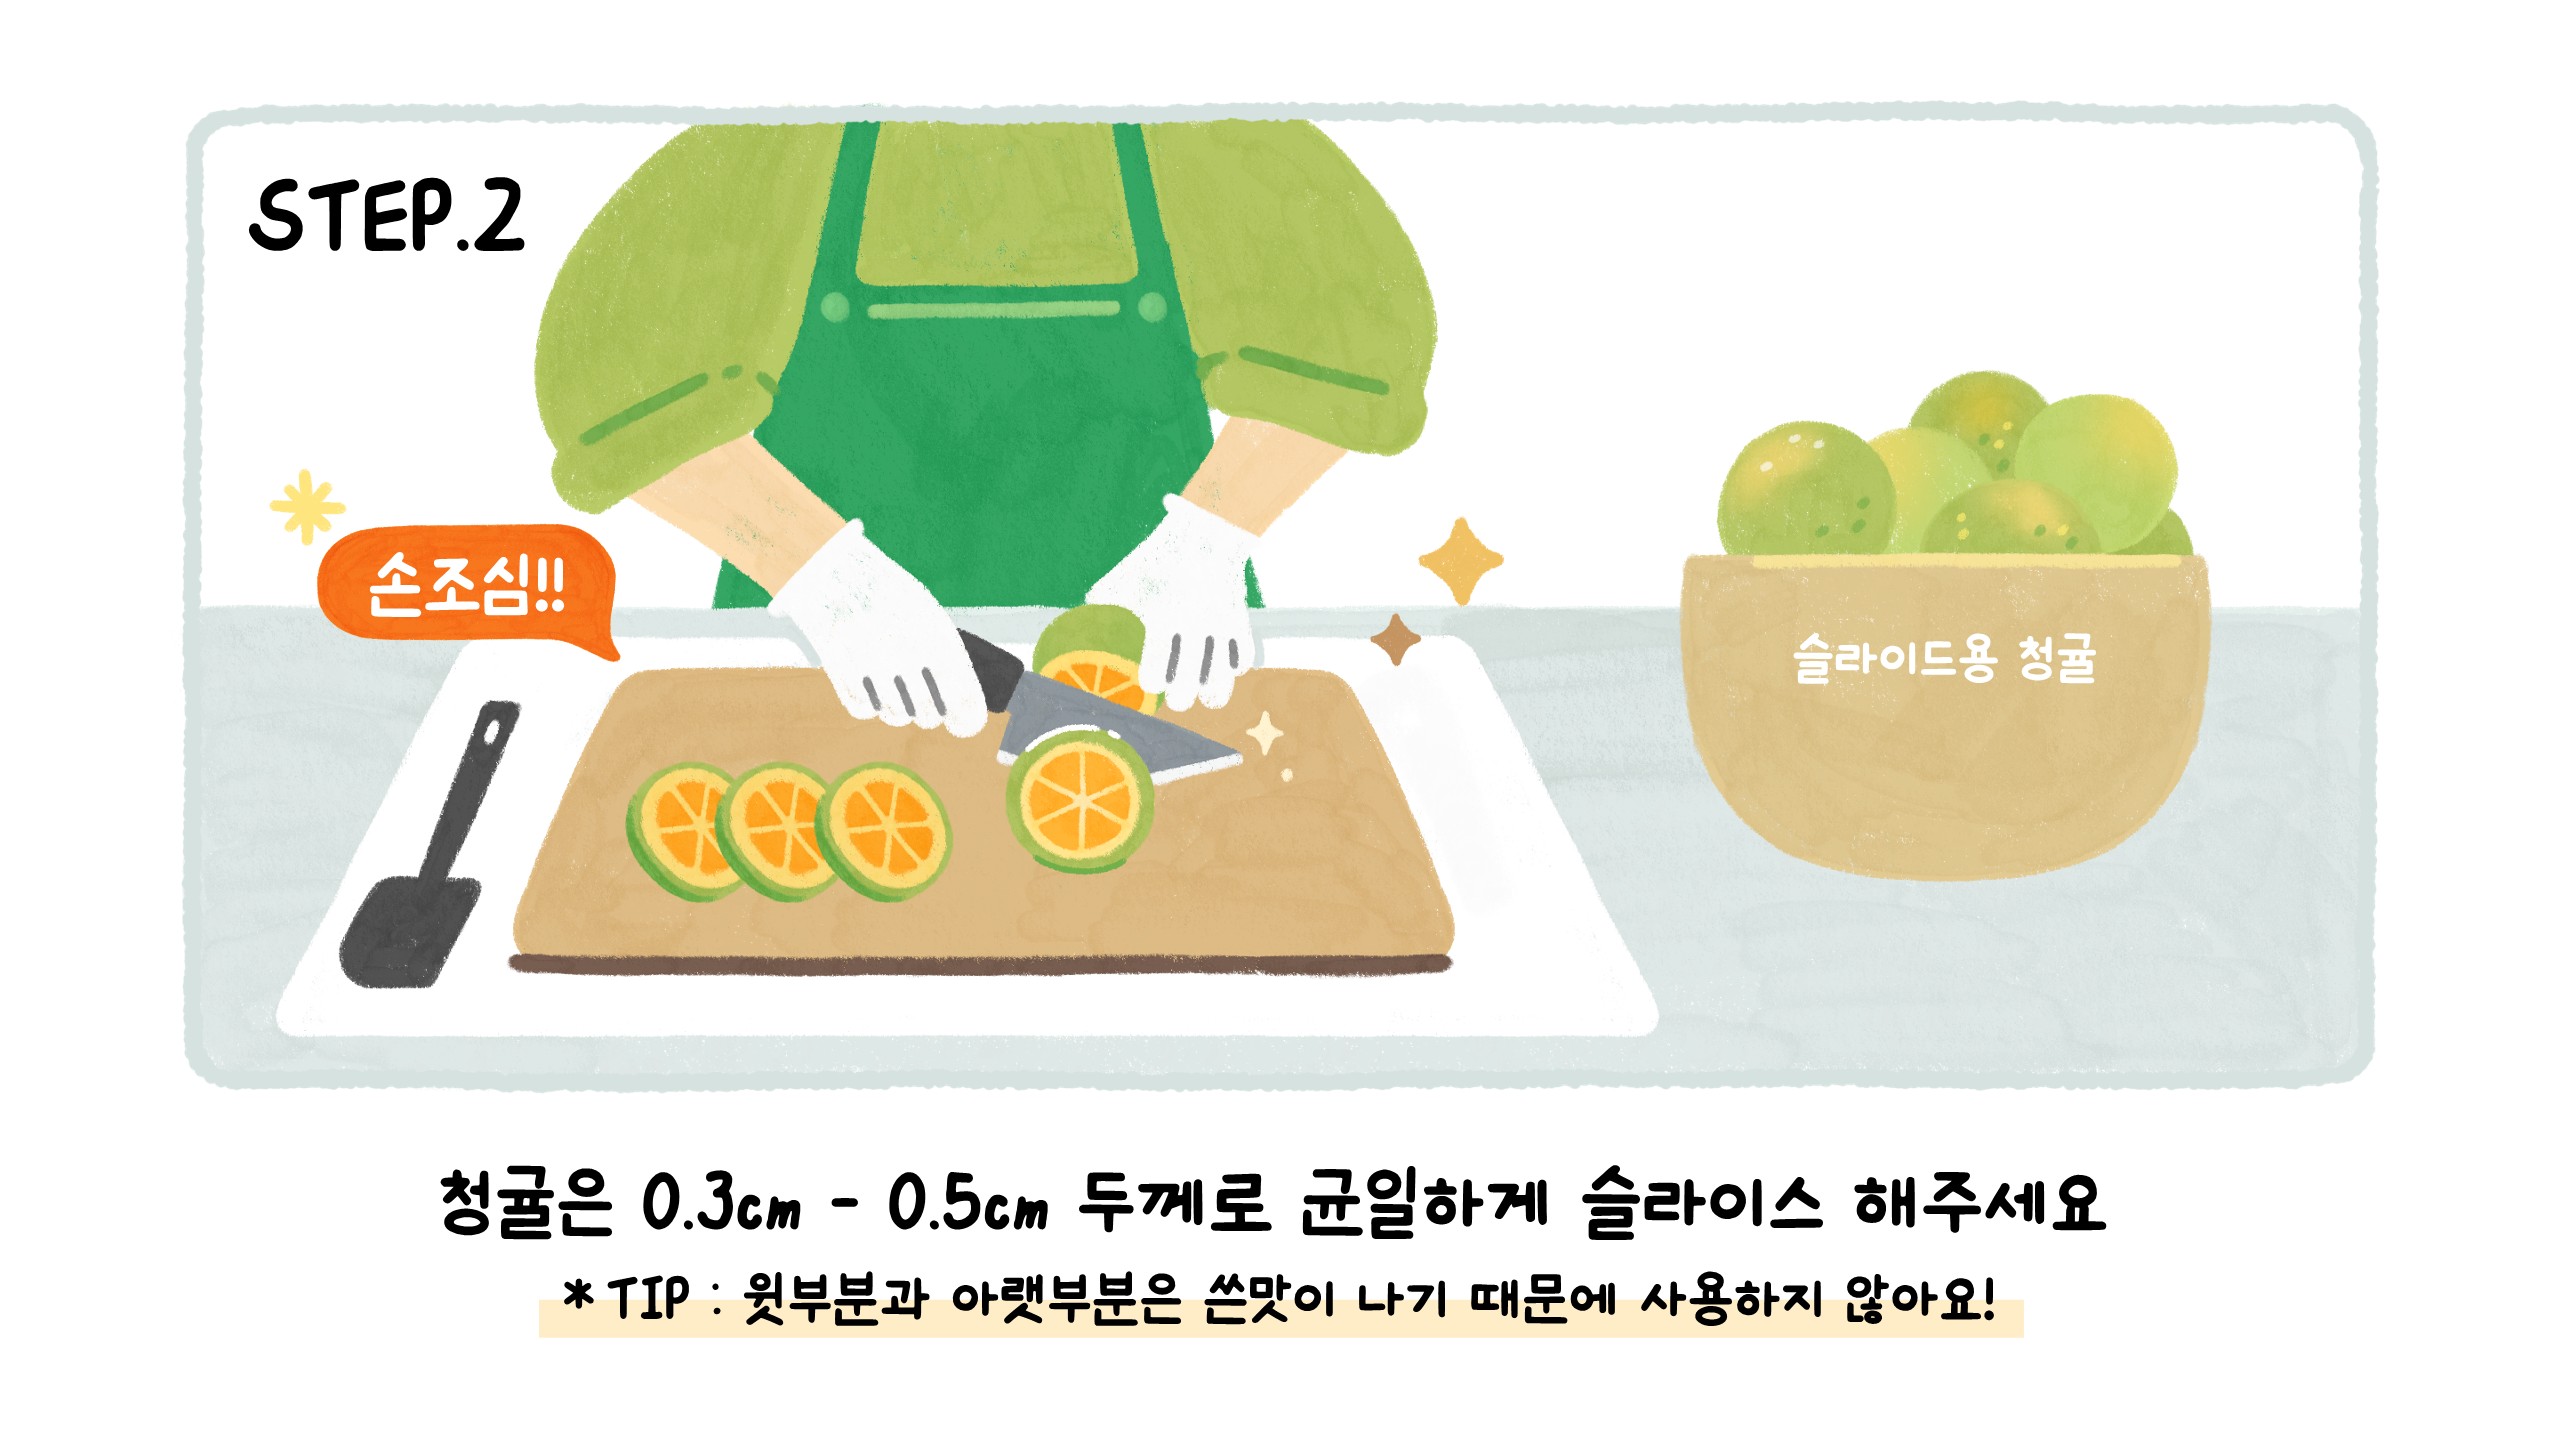 STEP.2
손조심!!
슬라이드용 청귤
청귤은 0.3cm - 0.5cm 두께로 균일하게 슬라이스 해주세요
* TIP : 윗부분과 아랫부분은 쓴맛이 나기 때문에 사용하지 않아요!